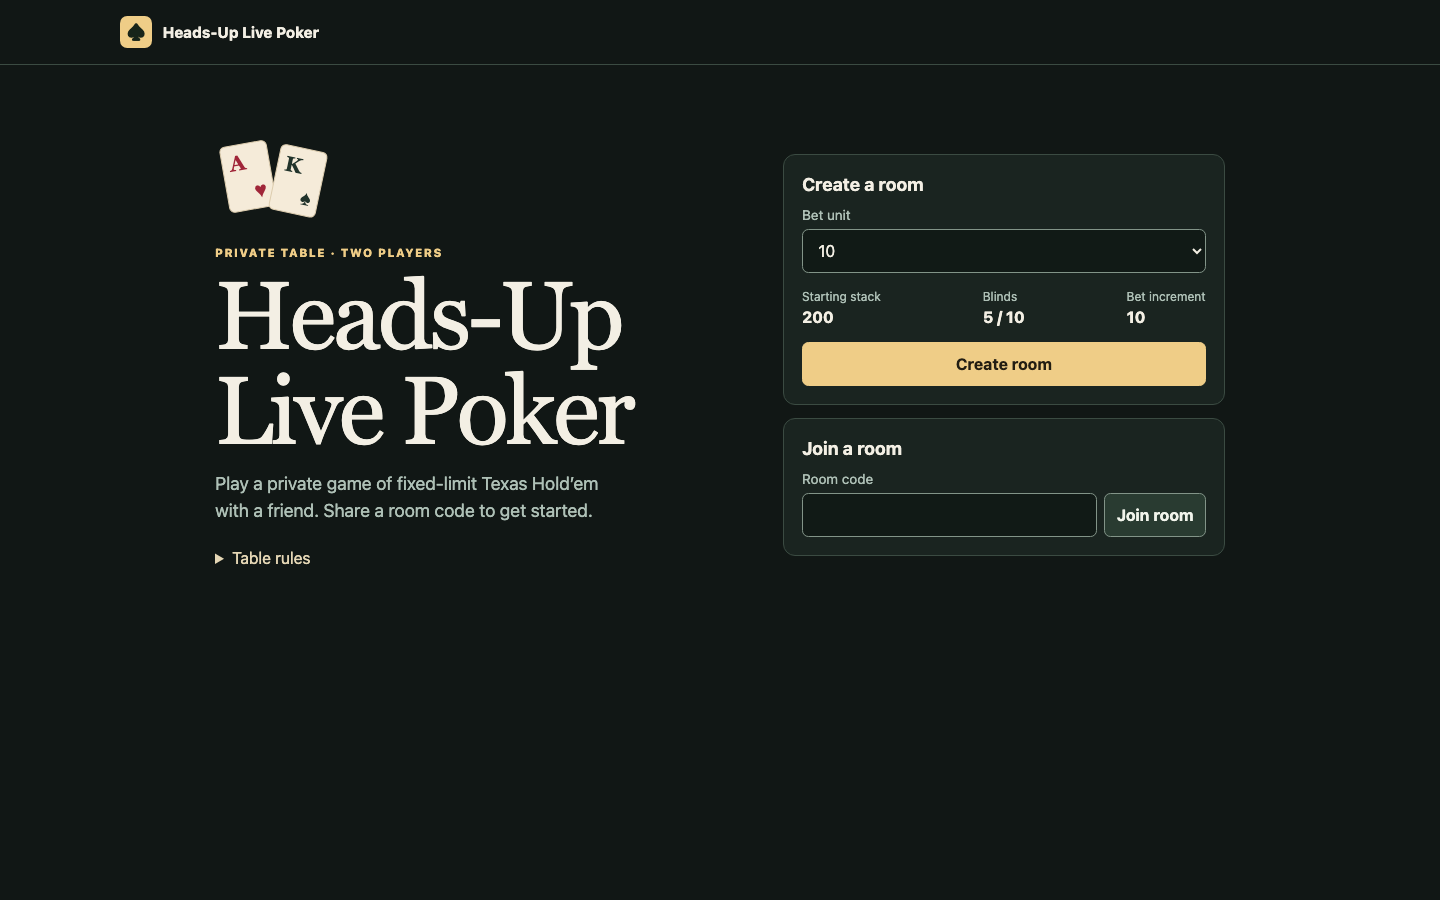 Heads-Up Live Poker
A
K
PRIVATE TABLE · TWO PLAYERS
Heads-Up
Live Poker
Play a private game of fixed-limit Texas Hold’em
with a friend. Share a room code to get started.
Table rules
Create a room
Bet unit
10
Starting stack
200
Blinds
5 / 10
Bet increment
10
Create room
Join a room
Room code
Join room